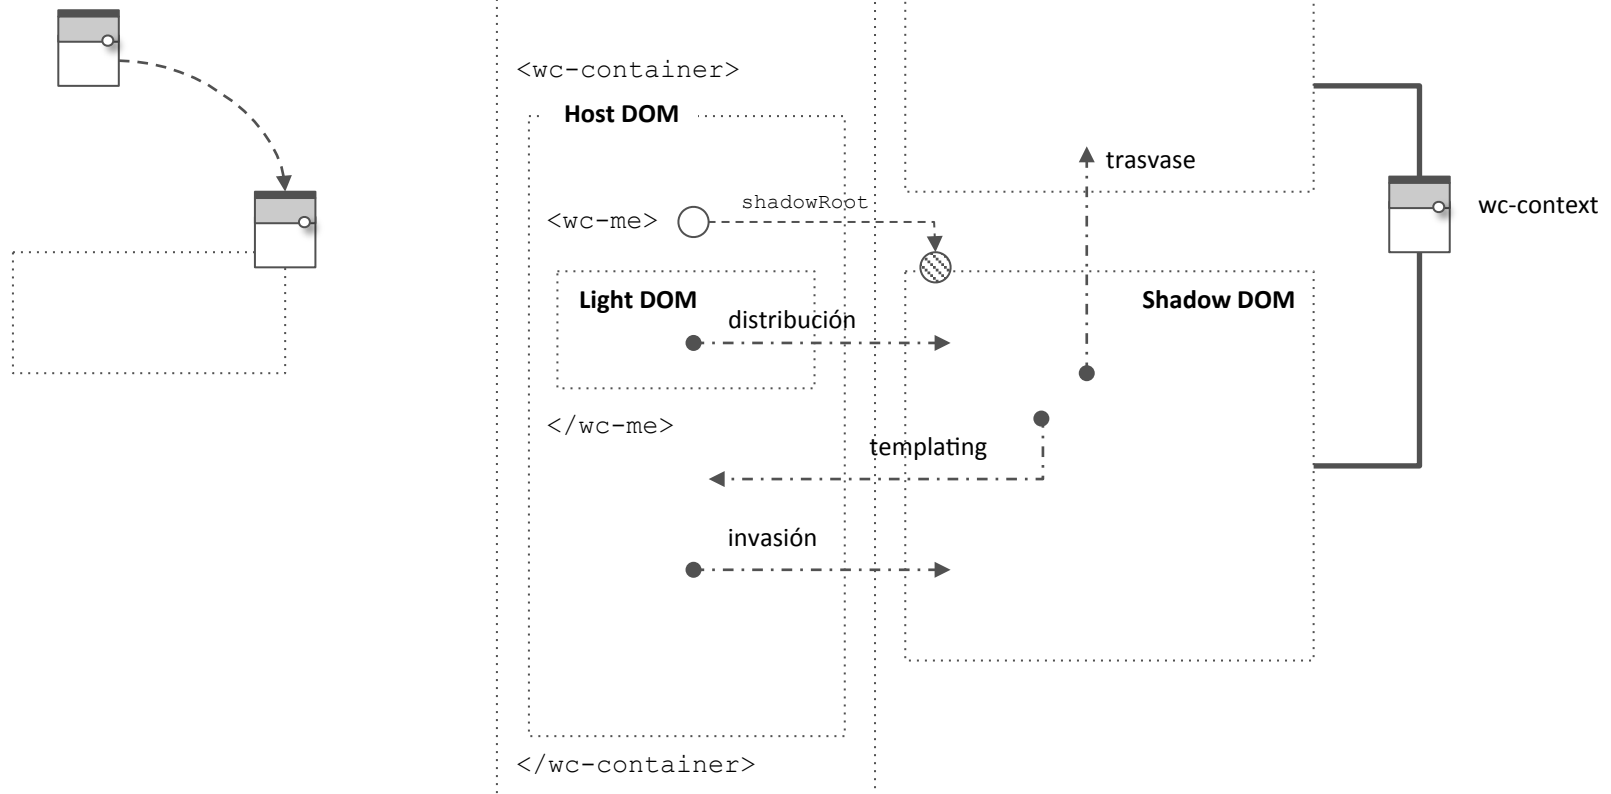 <wc-container>
Host DOM
trasvase
<wc-me>
shadowRoot
wc-context
Light DOM
Shadow DOM
distribución
</wc-me>
templating
invasión
</wc-container>